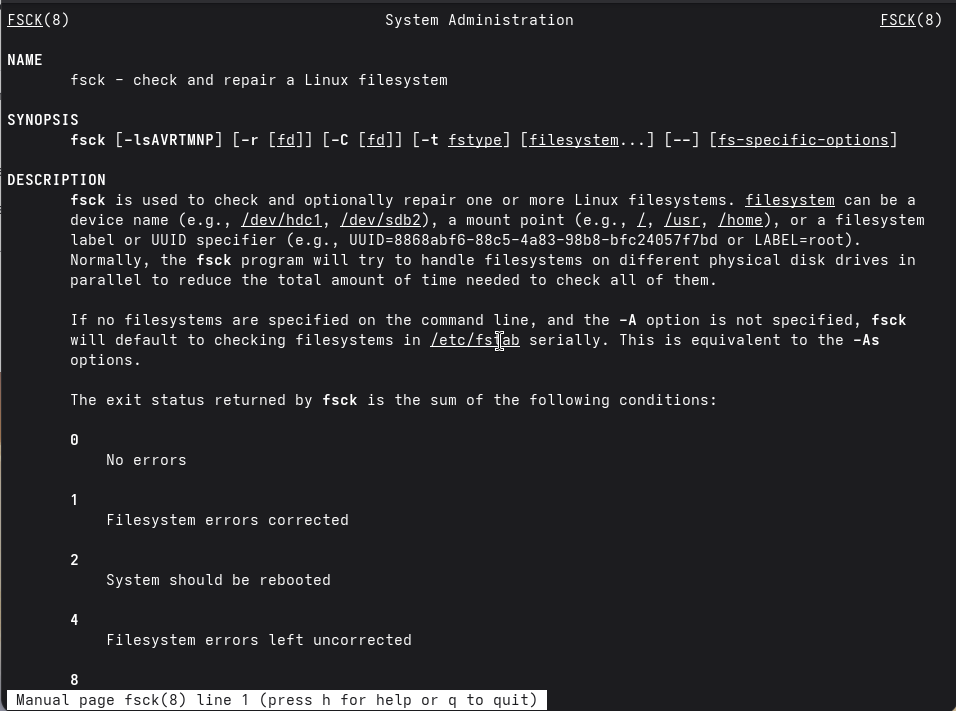 FSCK(8) System Administration FSCK(8)
NAME
fsck - check and repair a Linux filesystem
SYNOPSIS
fsck [-lsAVRTMNP] [-r [fd]] [-C [fd]] [-t fstype] [filesystem...] [--] [fs-specific-options]
DESCRIPTION
fsck is used to check and optionally repair one or more Linux filesystems. filesystem can be a
device name (e.g., /dev/hdc1, /dev/sdb2), a mount point (e.g., /, /usr, /home), or a filesystem
label or UUID specifier (e.g., UUID=8868abf6-88c5-4a83-98b8-bfc24057f7bd or LABEL=root).
Normally, the fsck program will try to handle filesystems on different physical disk drives in
parallel to reduce the total amount of time needed to check all of them.
If no filesystems are specified on the command line, and the -A option is not specified, fsck
will default to checking filesystems in /etc/fstab serially. This is equivalent to the -As
options.
The exit status returned by fsck is the sum of the following conditions:
0
No errors
1
Filesystem errors corrected
2
System should be rebooted
4
Filesystem errors left uncorrected
8
Manual page fsck(8) line 1 (press h for help or q to quit)